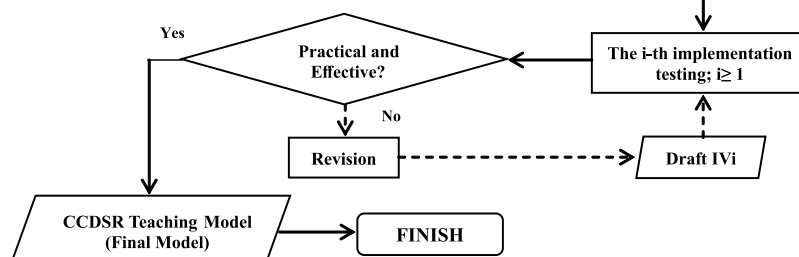 Yes
Practical and
Effective?
The i-th implementation
testing; i≥ 1
No
Revision
Draft IVi
CCDSR Teaching Model
(Final Model)
FINISH